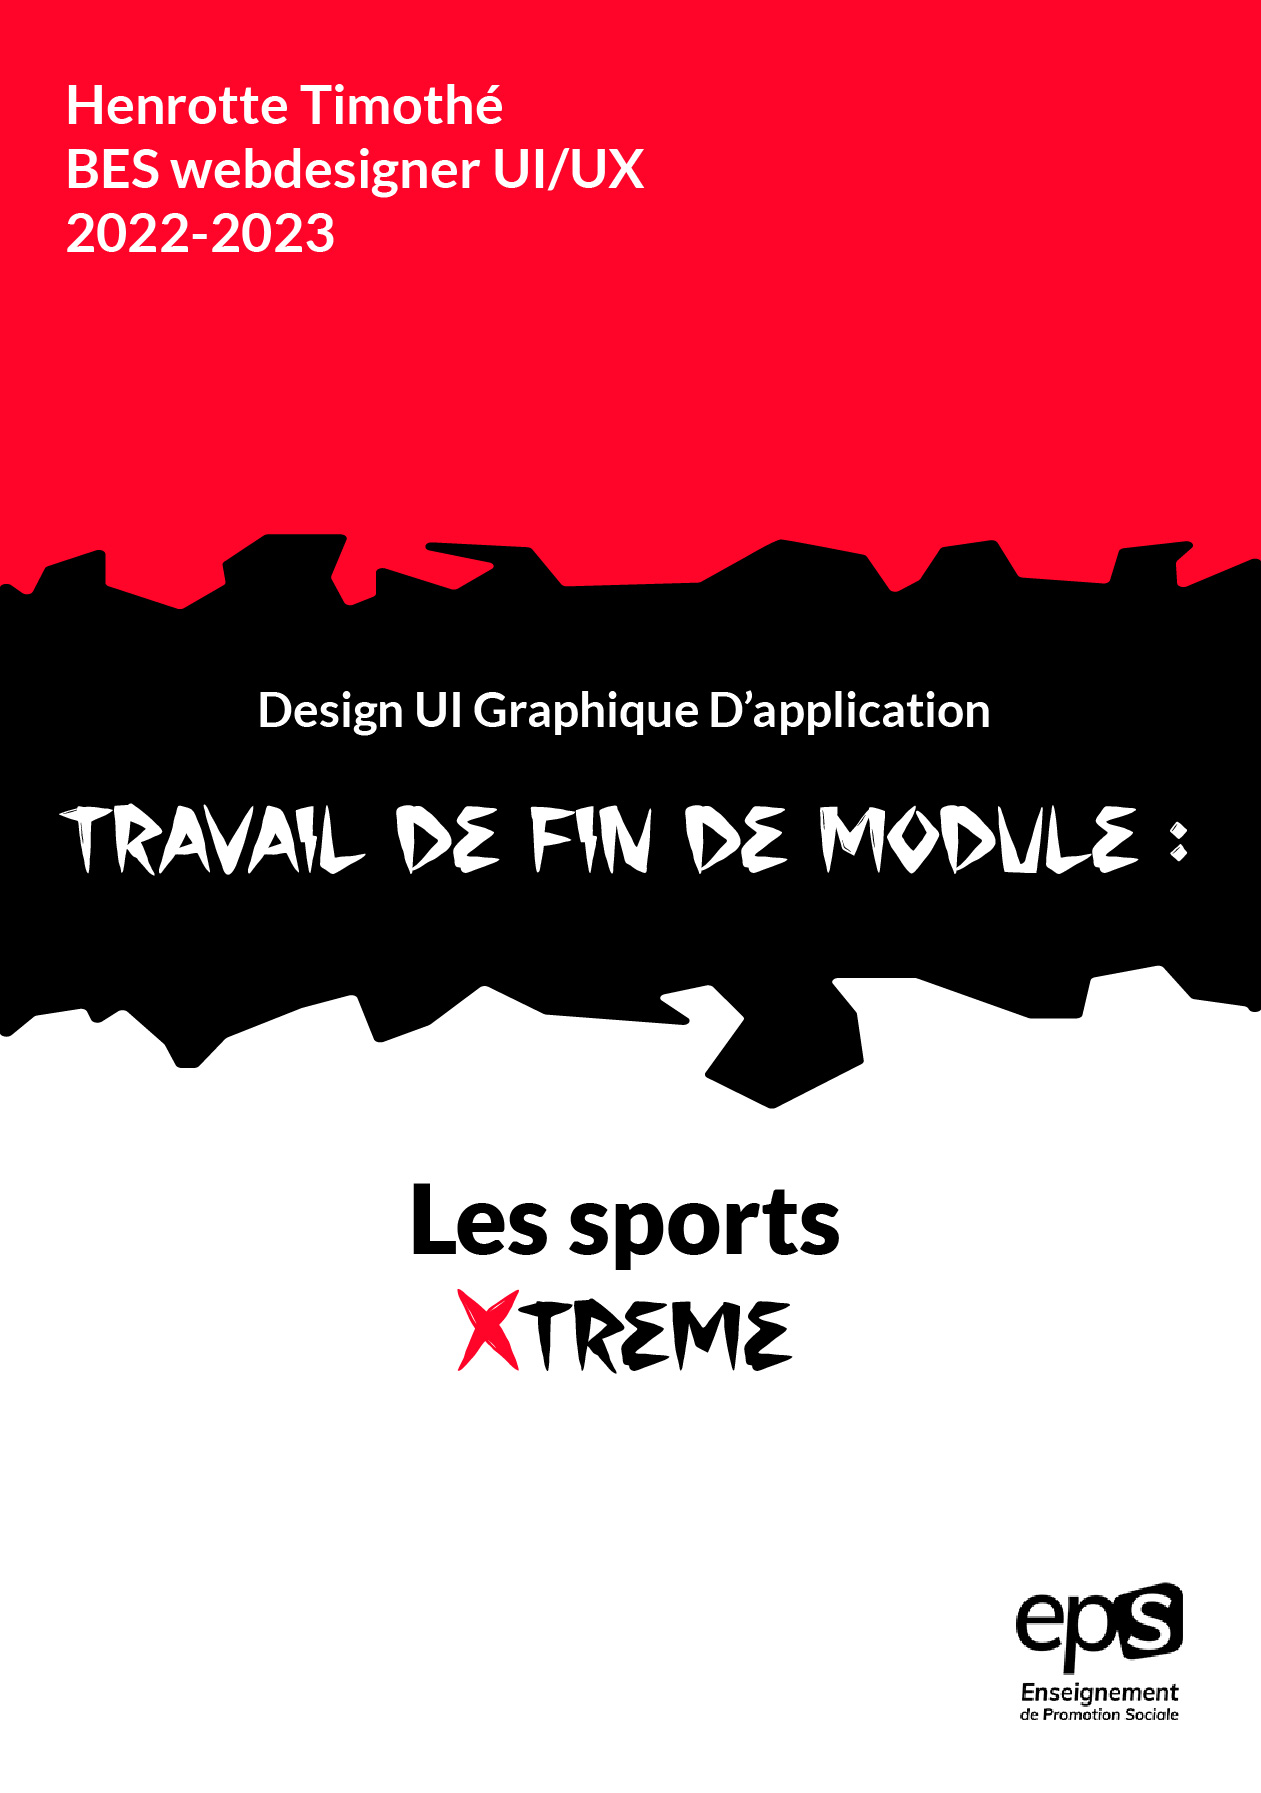 Henrotte Timothé
BES webdesigner UI/UX
2022-2023
Design UI Graphique D’application
TRAVAIL DE FIN DE MODULE :
Les sports
XTREME
eps
Enseignement
de Promotion Sociale